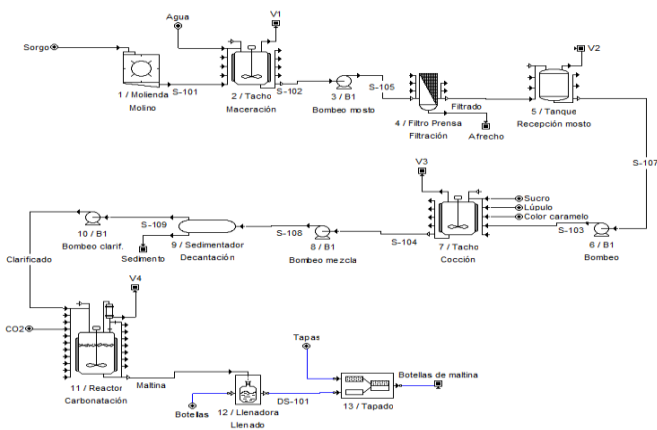 Agua
V1
Sorgo
S-101
1 / Molienda
Molino
S-102
2 / Tacho
Maceración
3 / B1
Bombeo mosto
S-105
Filtrado
4 / Filtro Prensa
Filtración
Afrecho
V2
5 / Tanque
Recepción mosto
S-107
V3
Sucro
Lúpulo
Color caramelo
S-103
6 / B1
Bombeo
7 / Tacho
Cocción
S-104
8 / B1
Bombeo mezcla
S-108
9 / Sedimentador
Decantación
Sedimento
S-109
10 / B1
Bombeo clarif.
Clarificado
V4
CO2
11 / Reactor
Carbonatación
Maltina
Botellas
12 / Llenadora
Llenado
DS-101
Tapas
13 / Tapado
Botellas de maltina